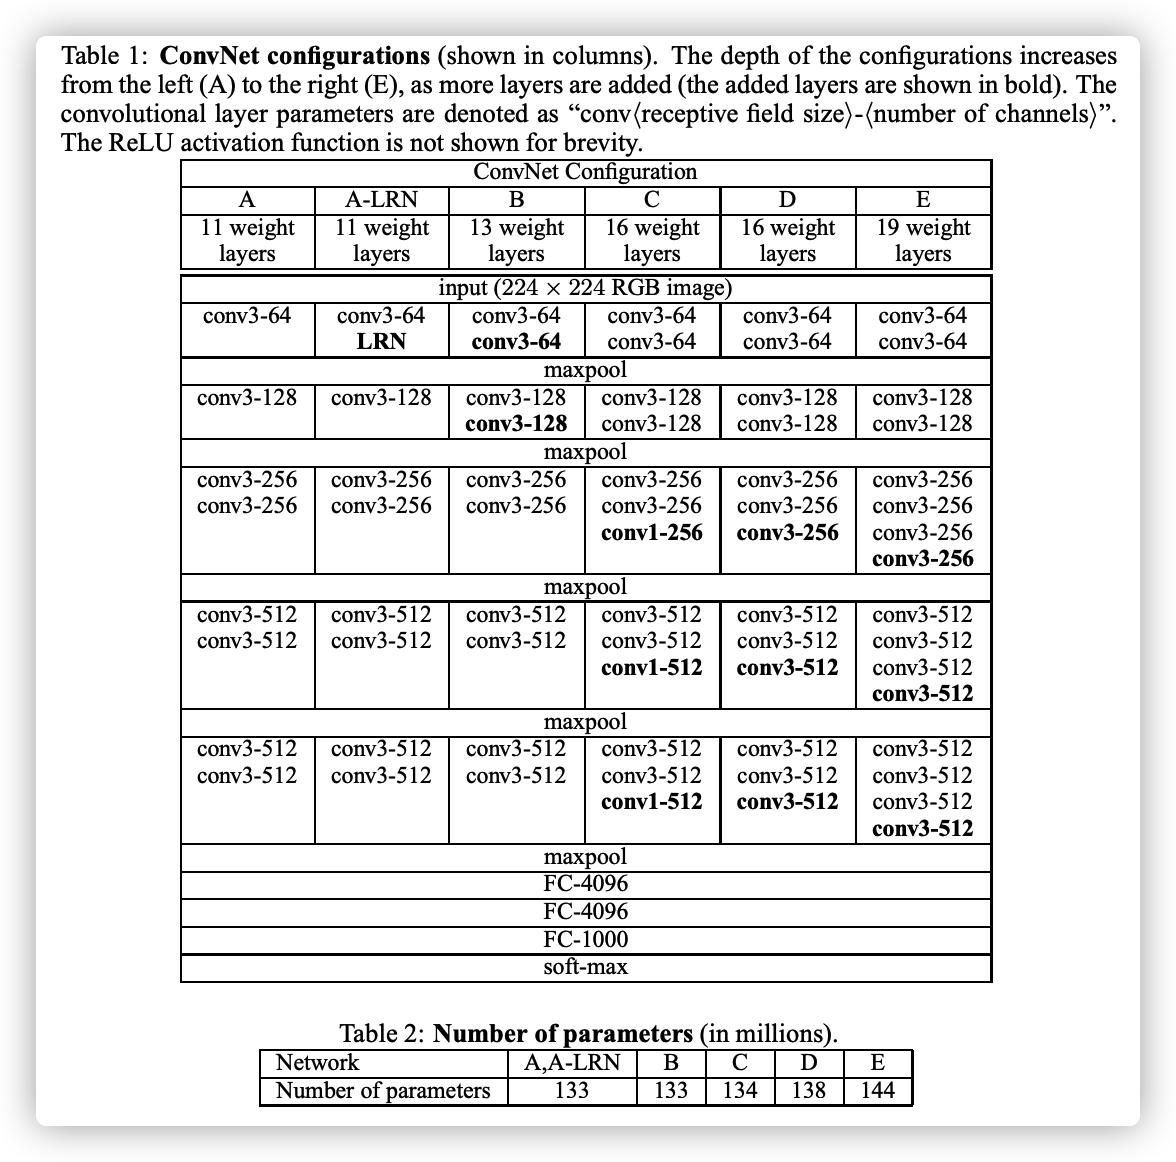 Table 1: ConvNet configurations (shown in columns). The depth of the configurations increases
from the left (A) to the right (E), as more layers are added (the added layers are shown in bold). The
convolutional layer parameters are denoted as “conv⟨receptive field size⟩-⟨number of channels⟩”.
The ReLU activation function is not shown for brevity.
ConvNet Configuration
A A-LRN B C D E
11 weight 11 weight 13 weight 16 weight 16 weight 19 weight
layers layers layers layers layers layers
input (224 × 224 RGB image)
conv3-64 conv3-64 conv3-64 conv3-64 conv3-64 conv3-64
LRN conv3-64 conv3-64 conv3-64 conv3-64
maxpool
conv3-128 conv3-128 conv3-128 conv3-128 conv3-128 conv3-128
conv3-128 conv3-128 conv3-128 conv3-128
maxpool
conv3-256 conv3-256 conv3-256 conv3-256 conv3-256 conv3-256
conv3-256 conv3-256 conv3-256 conv3-256 conv3-256 conv3-256
conv1-256 conv3-256 conv3-256
conv3-256
maxpool
conv3-512 conv3-512 conv3-512 conv3-512 conv3-512 conv3-512
conv3-512 conv3-512 conv3-512 conv3-512 conv3-512 conv3-512
conv1-512 conv3-512 conv3-512
conv3-512
maxpool
conv3-512 conv3-512 conv3-512 conv3-512 conv3-512 conv3-512
conv3-512 conv3-512 conv3-512 conv3-512 conv3-512 conv3-512
conv1-512 conv3-512 conv3-512
conv3-512
maxpool
FC-4096
FC-4096
FC-1000
soft-max
Table 2: Number of parameters (in millions).
Network A,A-LRN B C D E
Number of parameters 133 133 134 138 144